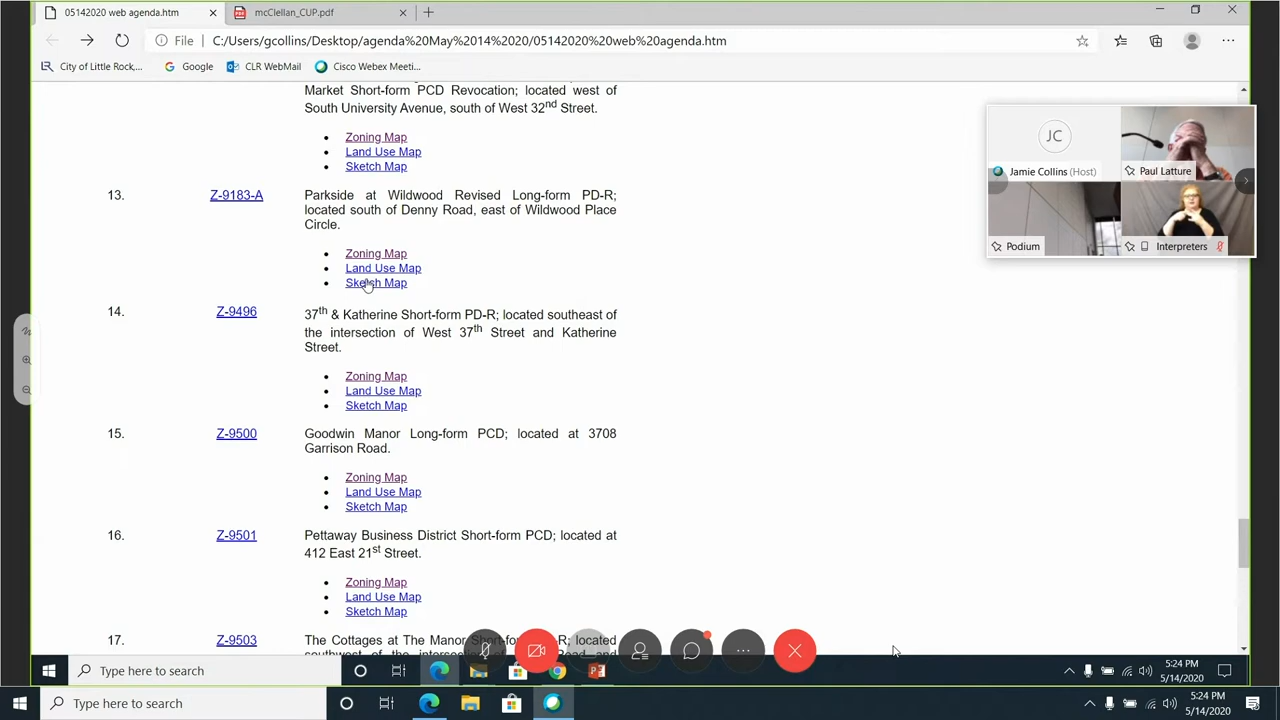 05142020 web agenda.htm
mcClellan_CUP.pdf
File
C:/Users/gcollins/Desktop/agenda%20May%2014%2020/05142020%20web%20agenda.htm
City of Little Rock,...
Google
CLR WebMail
Cisco Webex Meeti...
Market Short-form PCD Revocation; located west of
South University Avenue, south of West 32nd Street.
Zoning Map
Land Use Map
Sketch Map
13.
Z-9183-A
Parkside at Wildwood Revised Long-form PD-R;
located south of Denny Road, east of Wildwood Place
Circle.
Zoning Map
Land Use Map
Sketch Map
14.
Z-9496
37th & Katherine Short-form PD-R; located southeast of
the intersection of West 37th Street and Katherine
Street.
Zoning Map
Land Use Map
Sketch Map
15.
Z-9500
Goodwin Manor Long-form PCD; located at 3708
Garrison Road.
Zoning Map
Land Use Map
Sketch Map
16.
Z-9501
Pettaway Business District Short-form PCD; located at
412 East 21st Street.
Zoning Map
Land Use Map
Sketch Map
17.
Z-9503
The Cottages at The Manor Short-fo R; located
JC
Jamie Collins (Host)
Paul Latture
Podium
Interpreters
Type here to search
5:24 PM
5/14/2020
Type here to search
5:24 PM
5/14/2020